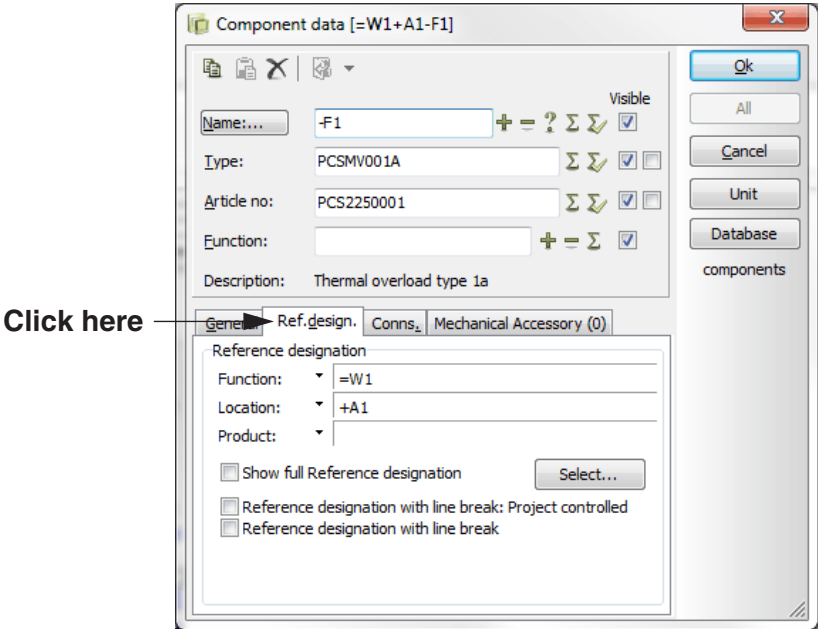 Component data [=W1+A1-F1]
Ok
Visible
All
Name:...
-F1
Cancel
Type:
PCSMV001A
Article no:
PCS2250001
Unit
Function:
Database
components
Description:
Thermal overload type 1a
Click here
General
Ref.design.
Conns.
Mechanical Accessory (0)
Reference designation
Function:
=W1
Location:
+A1
Product:
Show full Reference designation
Select...
Reference designation with line break: Project controlled
Reference designation with line break